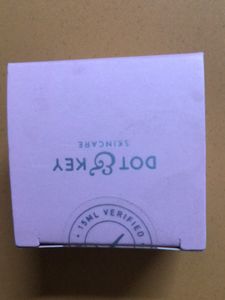 DOT & KEY
SKINCARE
15ML VERIFIED